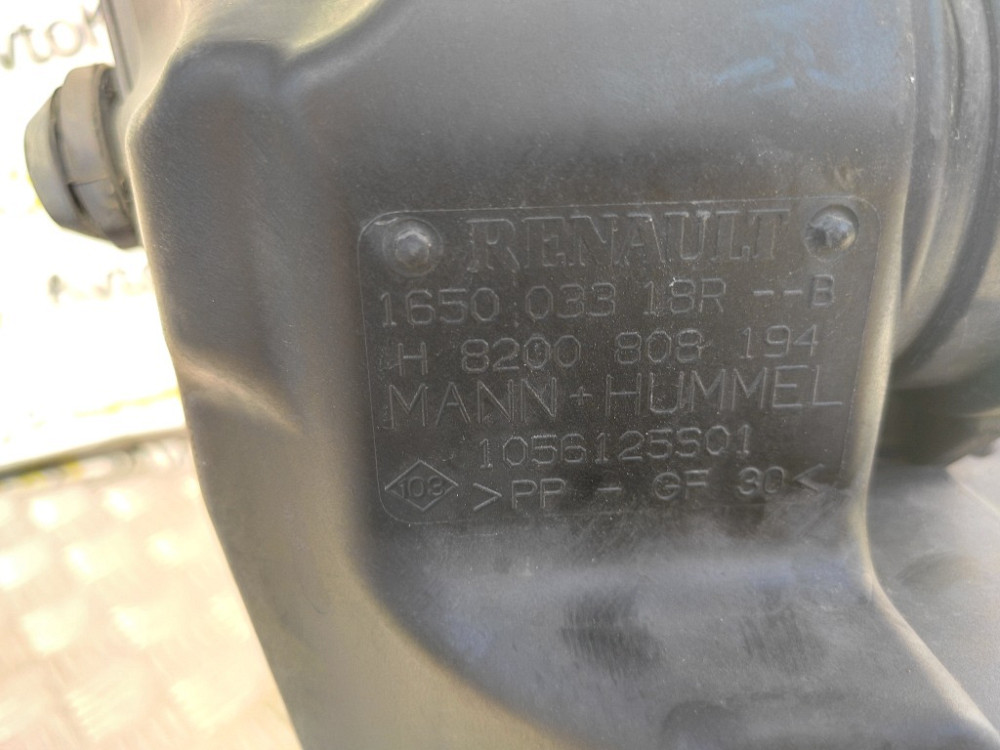 RENAULT
1650 033 18R --B
H 8200 808 194
MANN+HUMMEL
1056125S01
103 >PP - GF 30<